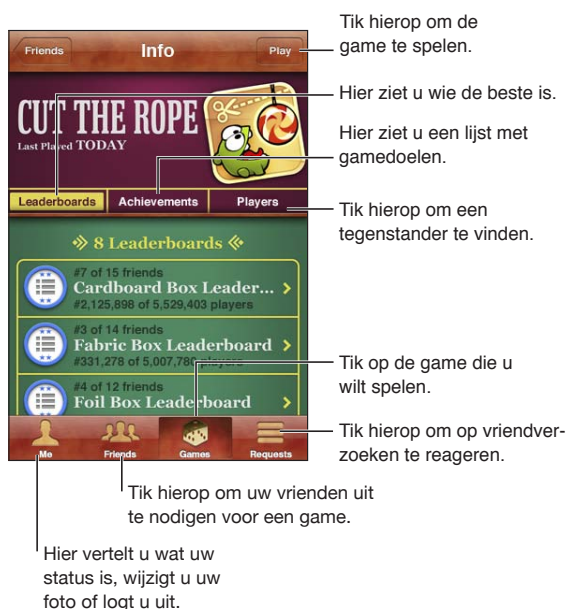 Tik hierop om de
game te spelen.
Friends
Info
Play
Hier ziet u wie de beste is.
CUT THE ROPE
Last Played TODAY
Hier ziet u een lijst met
gamedoelen.
Leaderboards
Achievements
Players
Tik hierop om een
tegenstander te vinden.
8 Leaderboards
#7 of 15 friends
Cardboard Box Leader...
#2,125,898 of 5,529,403 players
#3 of 14 friends
Fabric Box Leaderboard
#331,278 of 5,007,780 players
#4 of 12 friends
Foil Box Leaderboard
Tik op de game die u
wilt spelen.
Me
Friends
Games
Requests
Tik hierop om op vriendver-
zoeken te reageren.
Tik hierop om uw vrienden uit
te nodigen voor een game.
Hier vertelt u wat uw
status is, wijzigt u uw
foto of logt u uit.